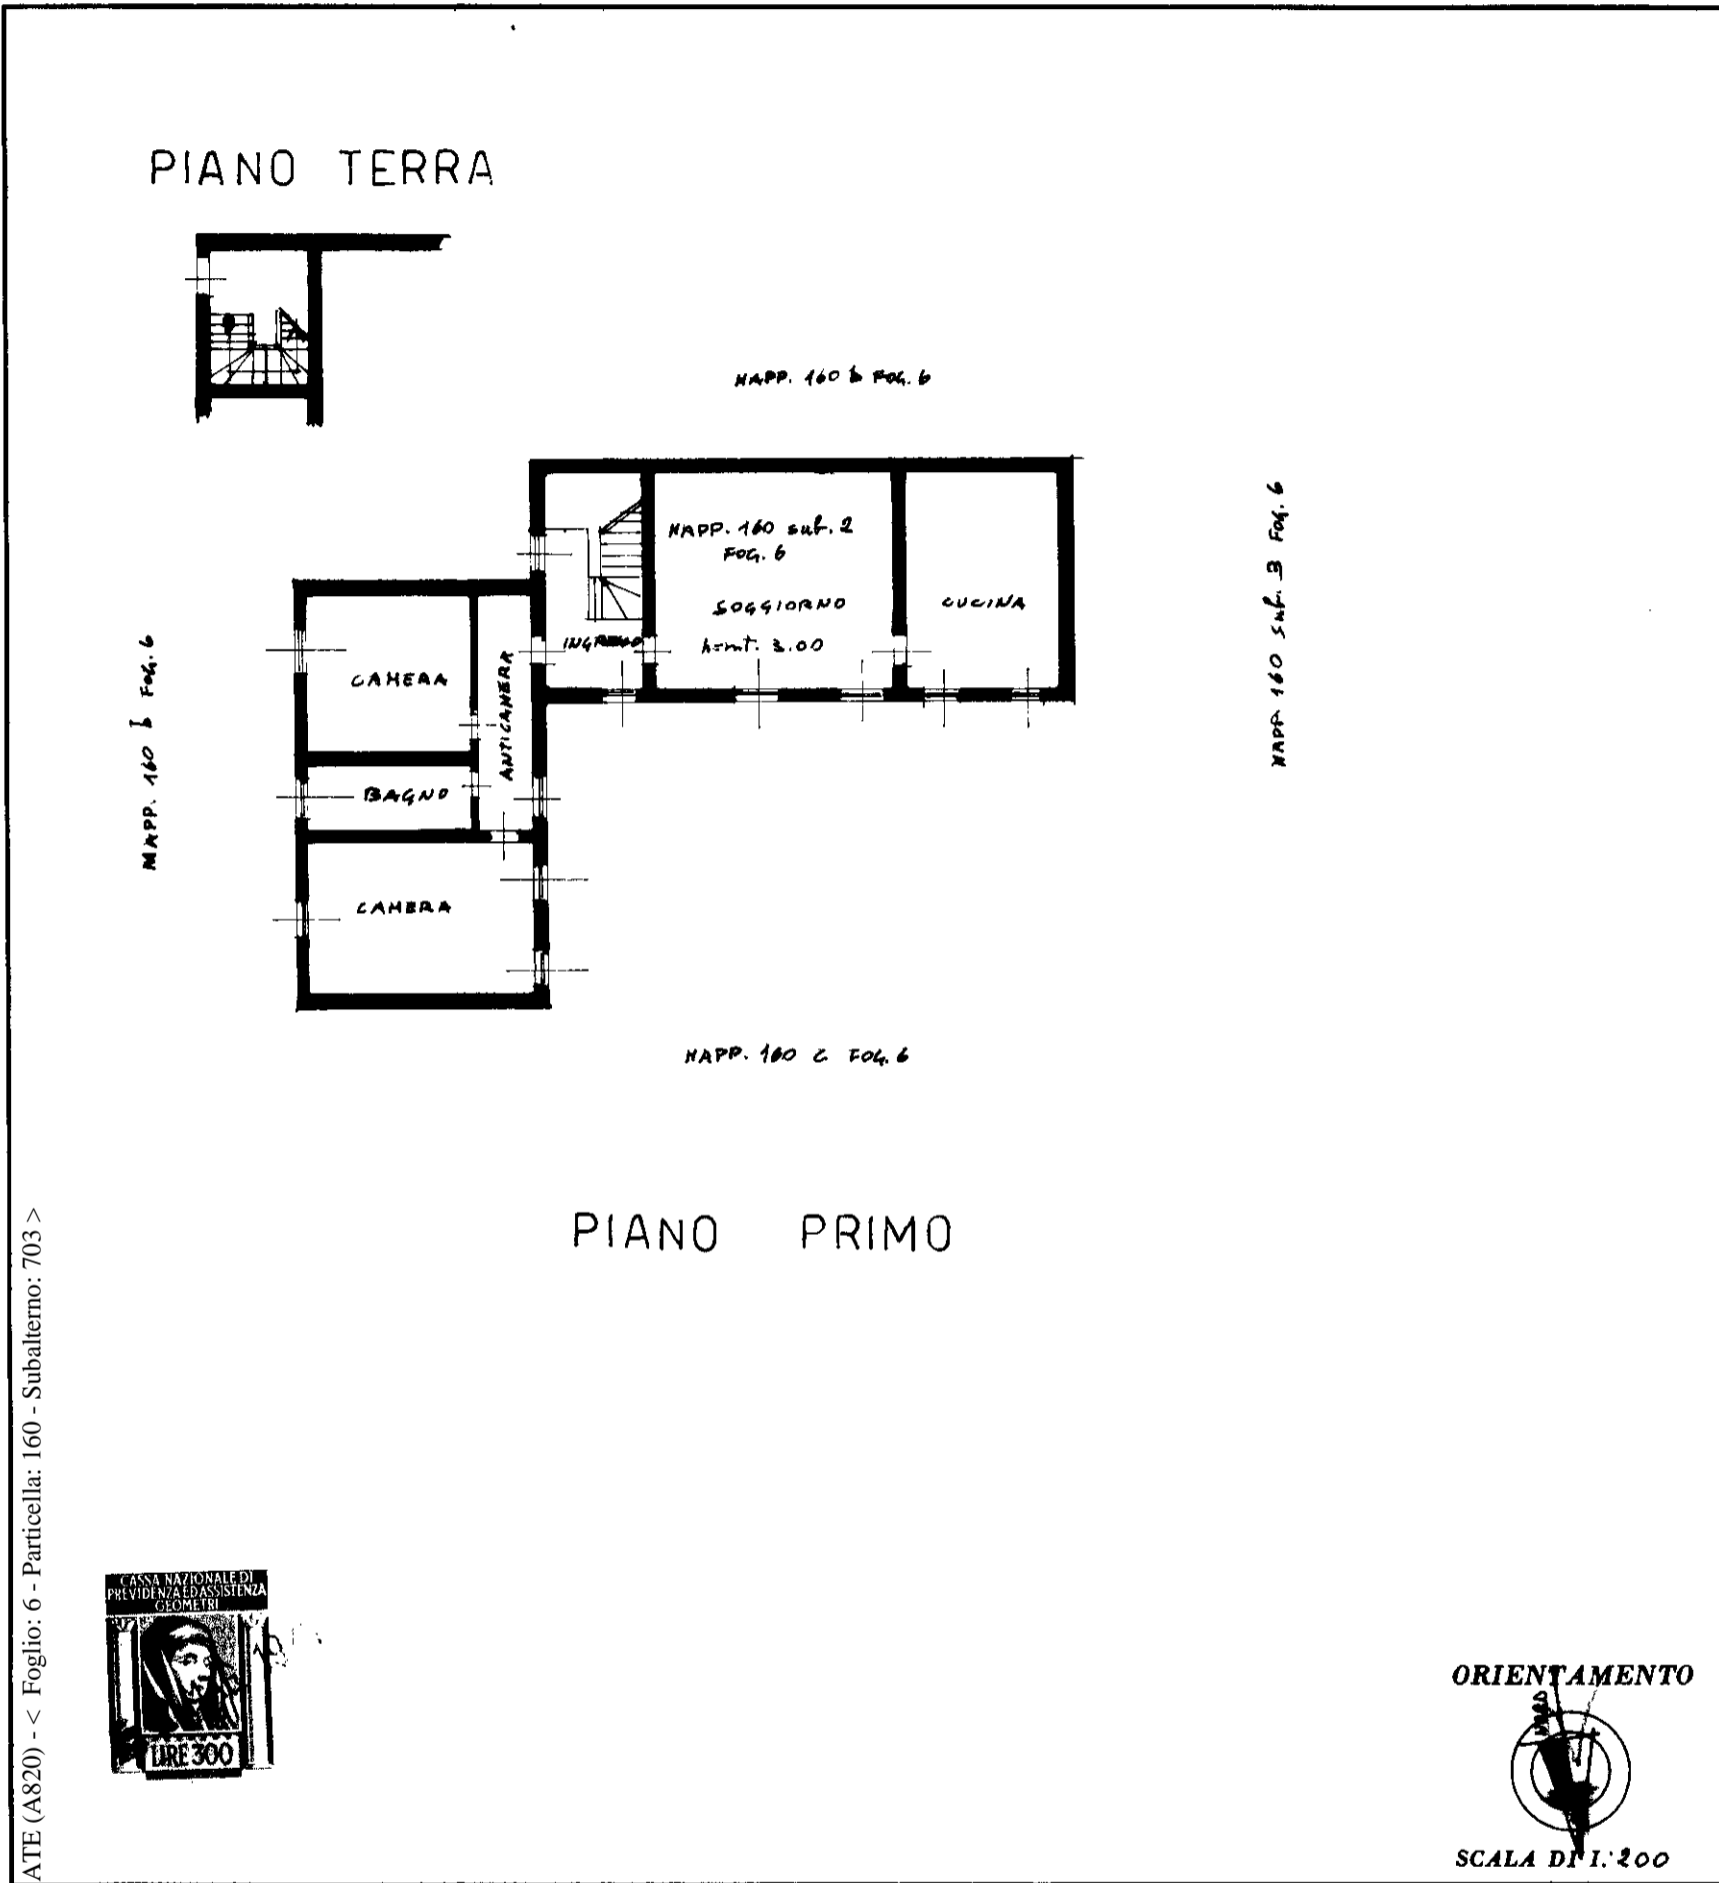 PIANO TERRA
MAPP. 160 b FOG. 6
MAPP. 160 sub. 2
FOG. 6
SOGGIORNO
h=mt. 3.00
CUCINA
INGRESSO
MAPP. 160 sub. 3 FOG. 6
MAPP. 160 b FOG. 6
CAMERA
ANTICAMERA
BAGNO
CAMERA
MAPP. 160 c FOG. 6
PIANO PRIMO
ATE (A820) - < Foglio: 6 - Particella: 160 - Subalterno: 703 >
CASSA NAZIONALE DI
PREVIDENZA ED ASSISTENZA
GEOMETRI
LIRE 300
ORIENTAMENTO
NORD
SCALA DI 1:200